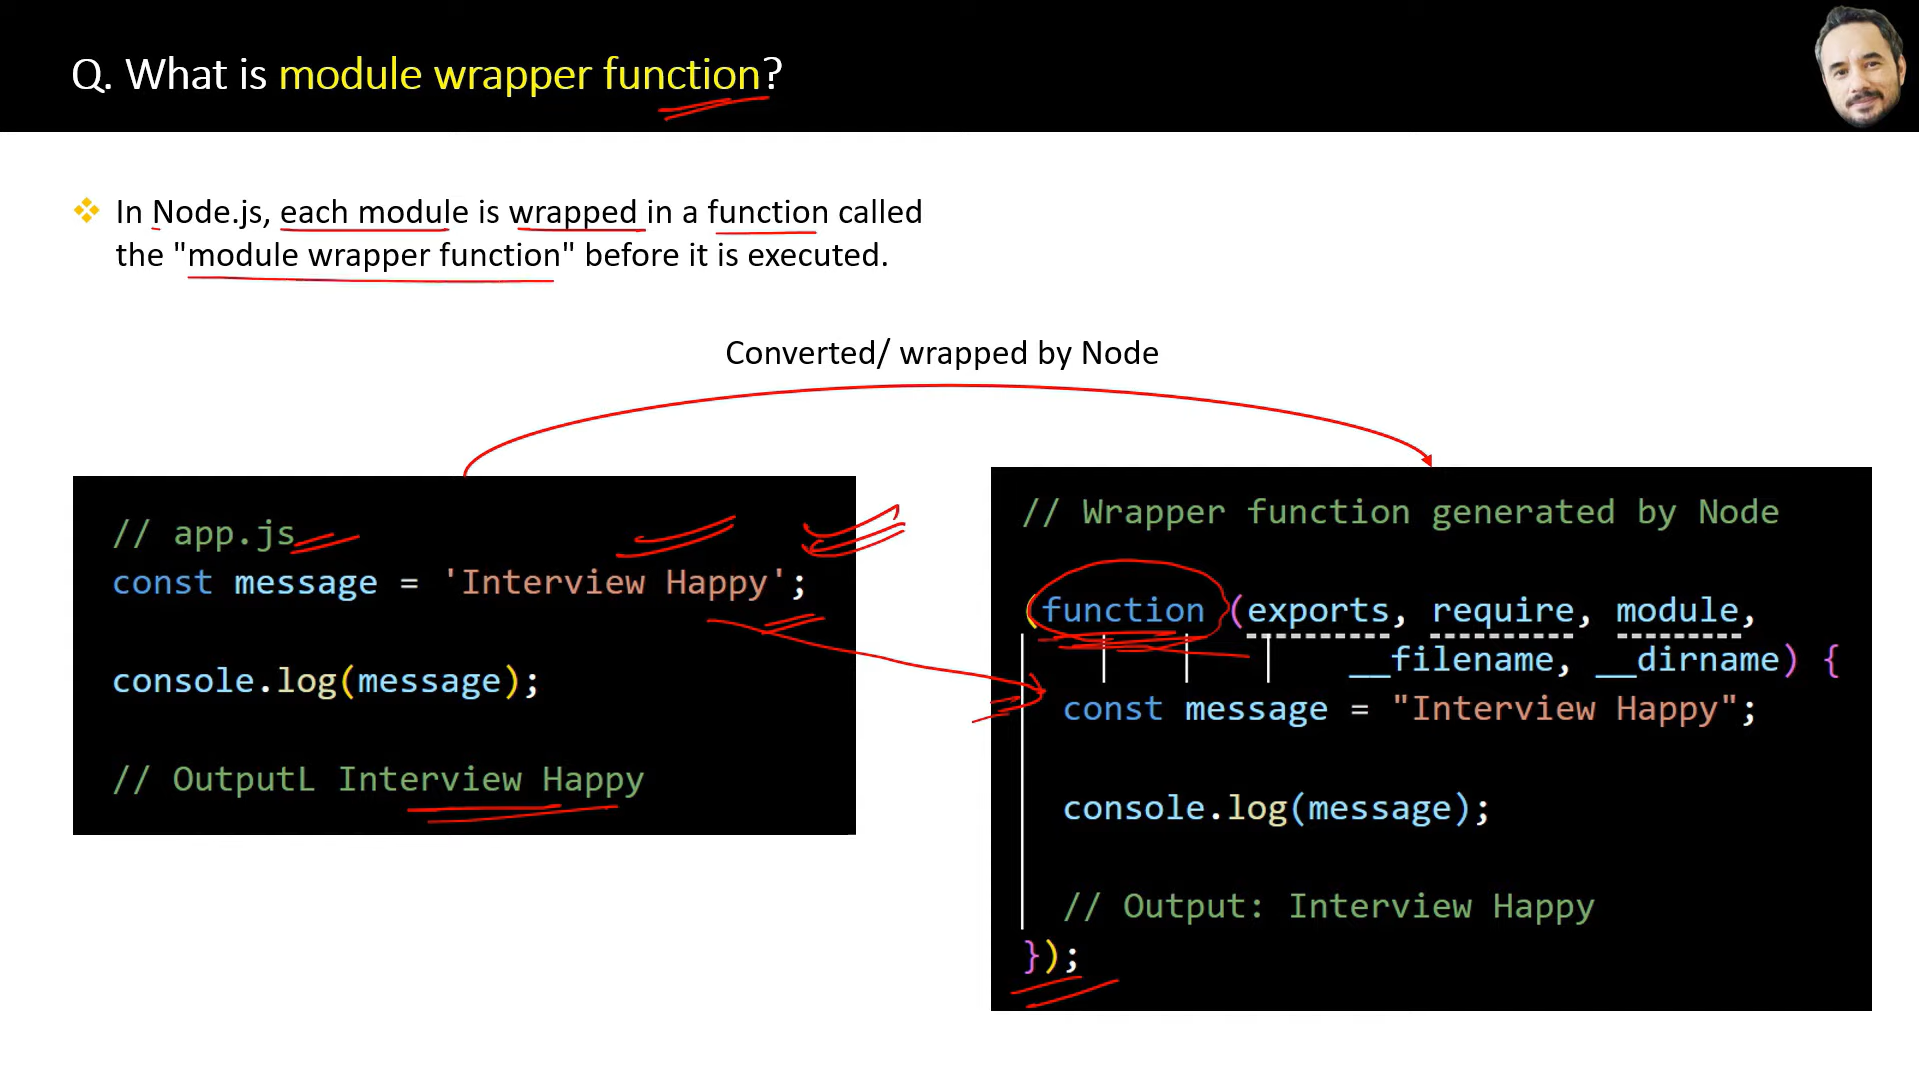 Q. What is module wrapper function?
❖ In Node.js, each module is wrapped in a function called
the "module wrapper function" before it is executed.
Converted/ wrapped by Node
// app.js
const message = 'Interview Happy';
console.log(message);
// OutputL Interview Happy
// Wrapper function generated by Node
(function (exports, require, module,
__filename, __dirname) {
const message = "Interview Happy";
console.log(message);
// Output: Interview Happy
});